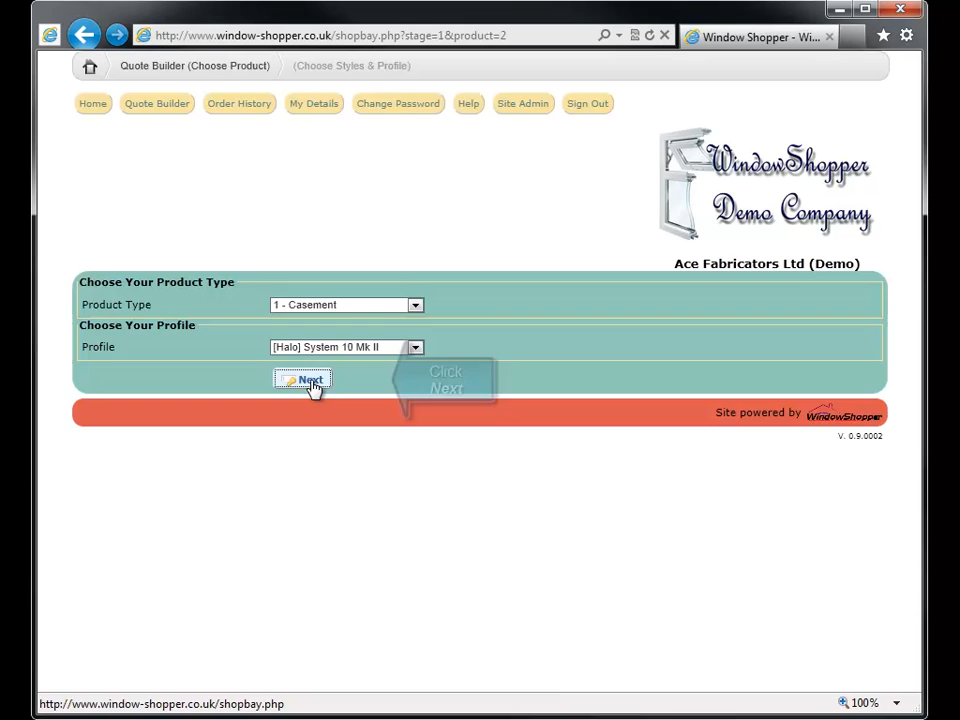 http://www.window-shopper.co.uk/shopbay.php?stage=1&product=2
Window Shopper - Wi...
Quote Builder (Choose Product)
(Choose Styles & Profile)
Home
Quote Builder
Order History
My Details
Change Password
Help
Site Admin
Sign Out
WindowShopper
Demo Company
Ace Fabricators Ltd (Demo)
Choose Your Product Type
Product Type
1 - Casement
Choose Your Profile
Profile
[Halo] System 10 Mk II
Next
Click
Next
Site powered by WindowShopper
V. 0.9.0002
http://www.window-shopper.co.uk/shopbay.php
100%